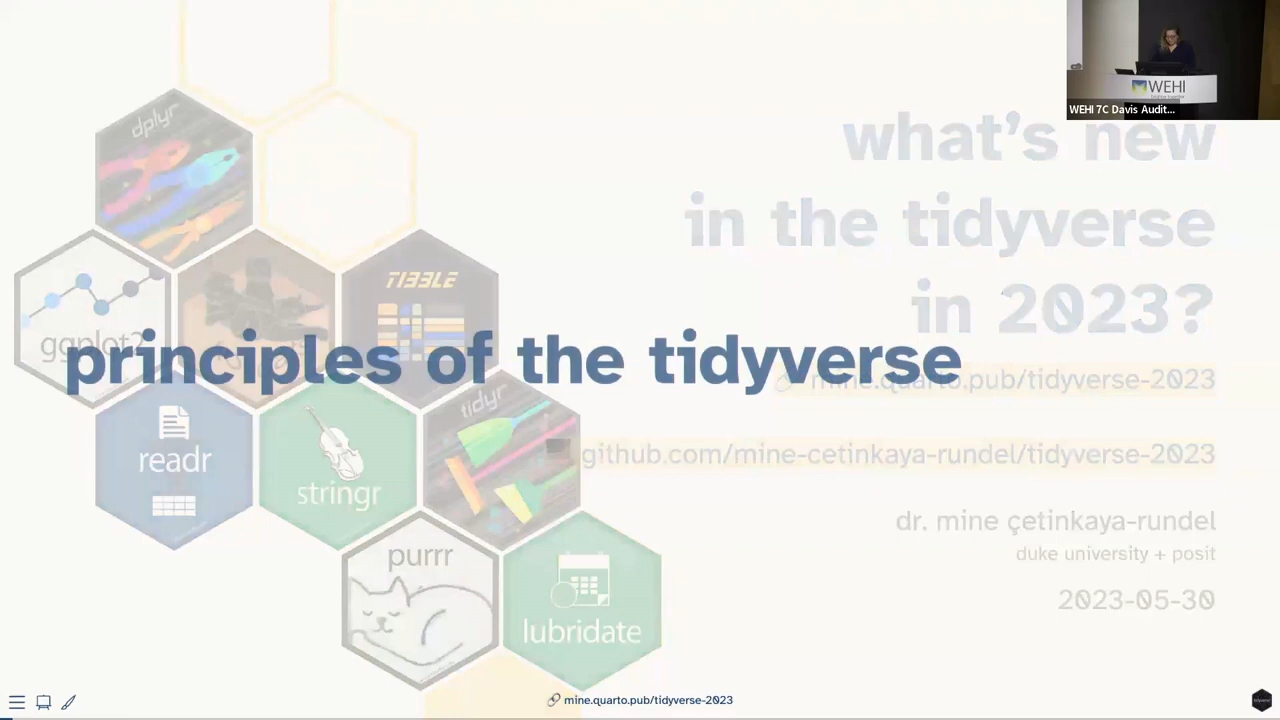 dplyr
WEHI
WEHI 7C Davis Audit...
what's new
in the tidyverse
in 2023?
TIBBLE
ggplot2
principles of the tidyverse
mine.quarto.pub/tidyverse-2023
readr
stringr
tidyr
github.com/mine-cetinkaya-rundel/tidyverse-2023
dr. mine çetinkaya-rundel
duke university + posit
purrr
2023-05-30
lubridate
mine.quarto.pub/tidyverse-2023